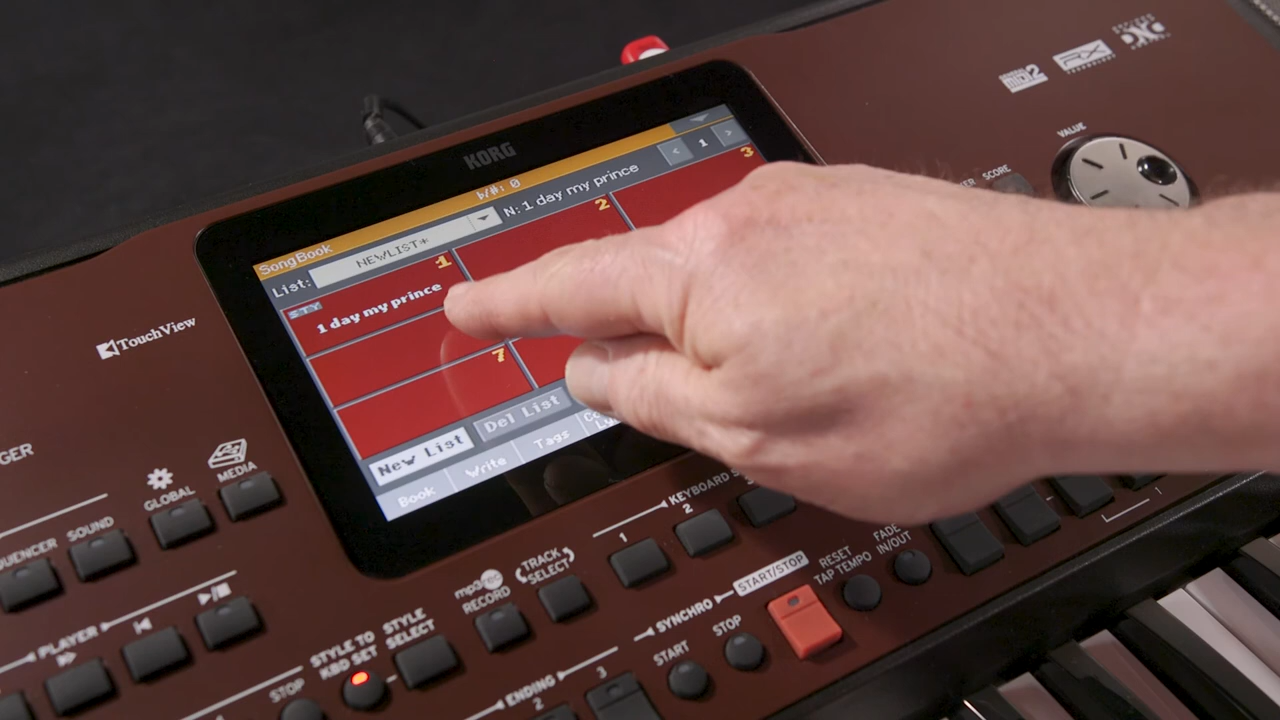 KORG
SongBook
♭/#: 0
List:
NEWLIST*
N: 1 day my prince
<
1
>
1
2
3
STY
1 day my prince
7
New List
Del List
Book
Write
Tags
TouchView
RX
TECHNOLOGY
VALUE
SCORE
GLOBAL
MEDIA
SOUND
PLAYER
STOP
STYLE TO
KBD SET
STYLE
SELECT
RECORD
TRACK
SELECT
KEYBOARD
1
2
ENDING
2
3
SYNCHRO
START
STOP
START/STOP
RESET
TAP TEMPO
FADE
IN/OUT